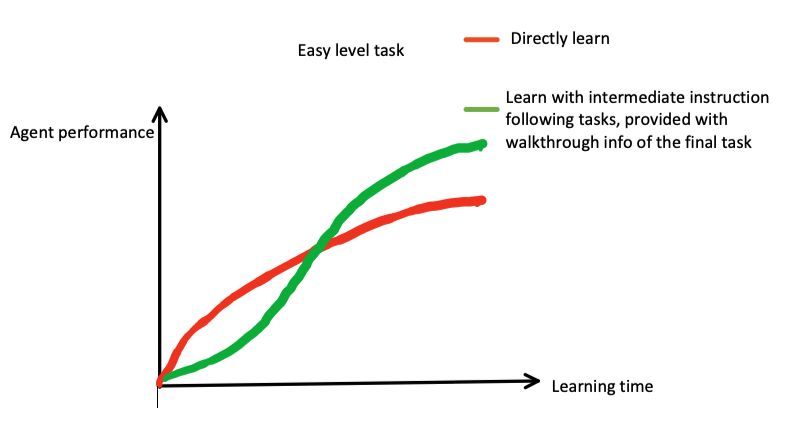 Easy level task
Directly learn
Learn with intermediate instruction
following tasks, provided with
walkthrough info of the final task
Agent performance
Learning time